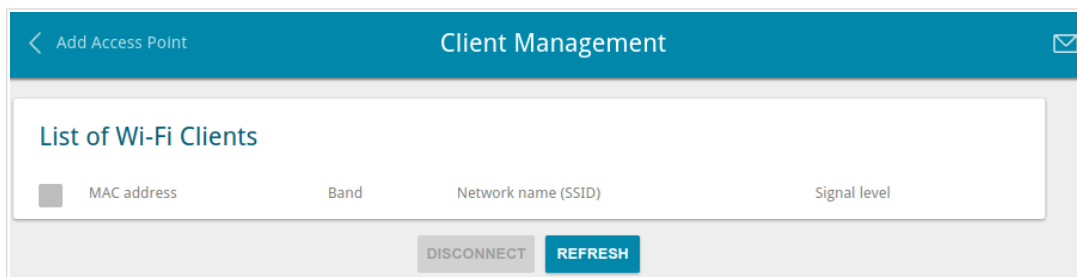 Add Access Point
Client Management
List of Wi-Fi Clients
MAC address Band Network name (SSID) Signal level
DISCONNECT REFRESH